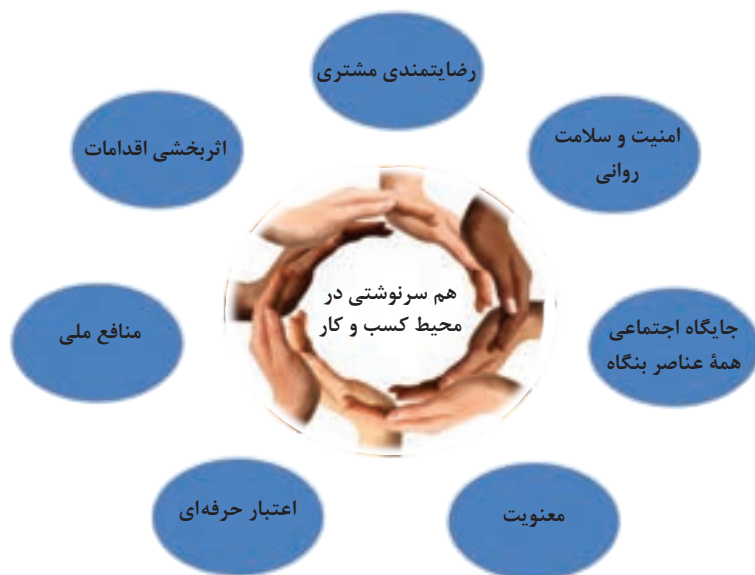 رضایتمندی مشتری
امنیت و سلامت
روانی
جایگاه اجتماعی
همهٔ عناصر بنگاه
معنویت
اعتبار حرفه‌ای
منافع ملی
اثربخشی اقدامات
هم سرنوشتی در
محیط کسب و کار